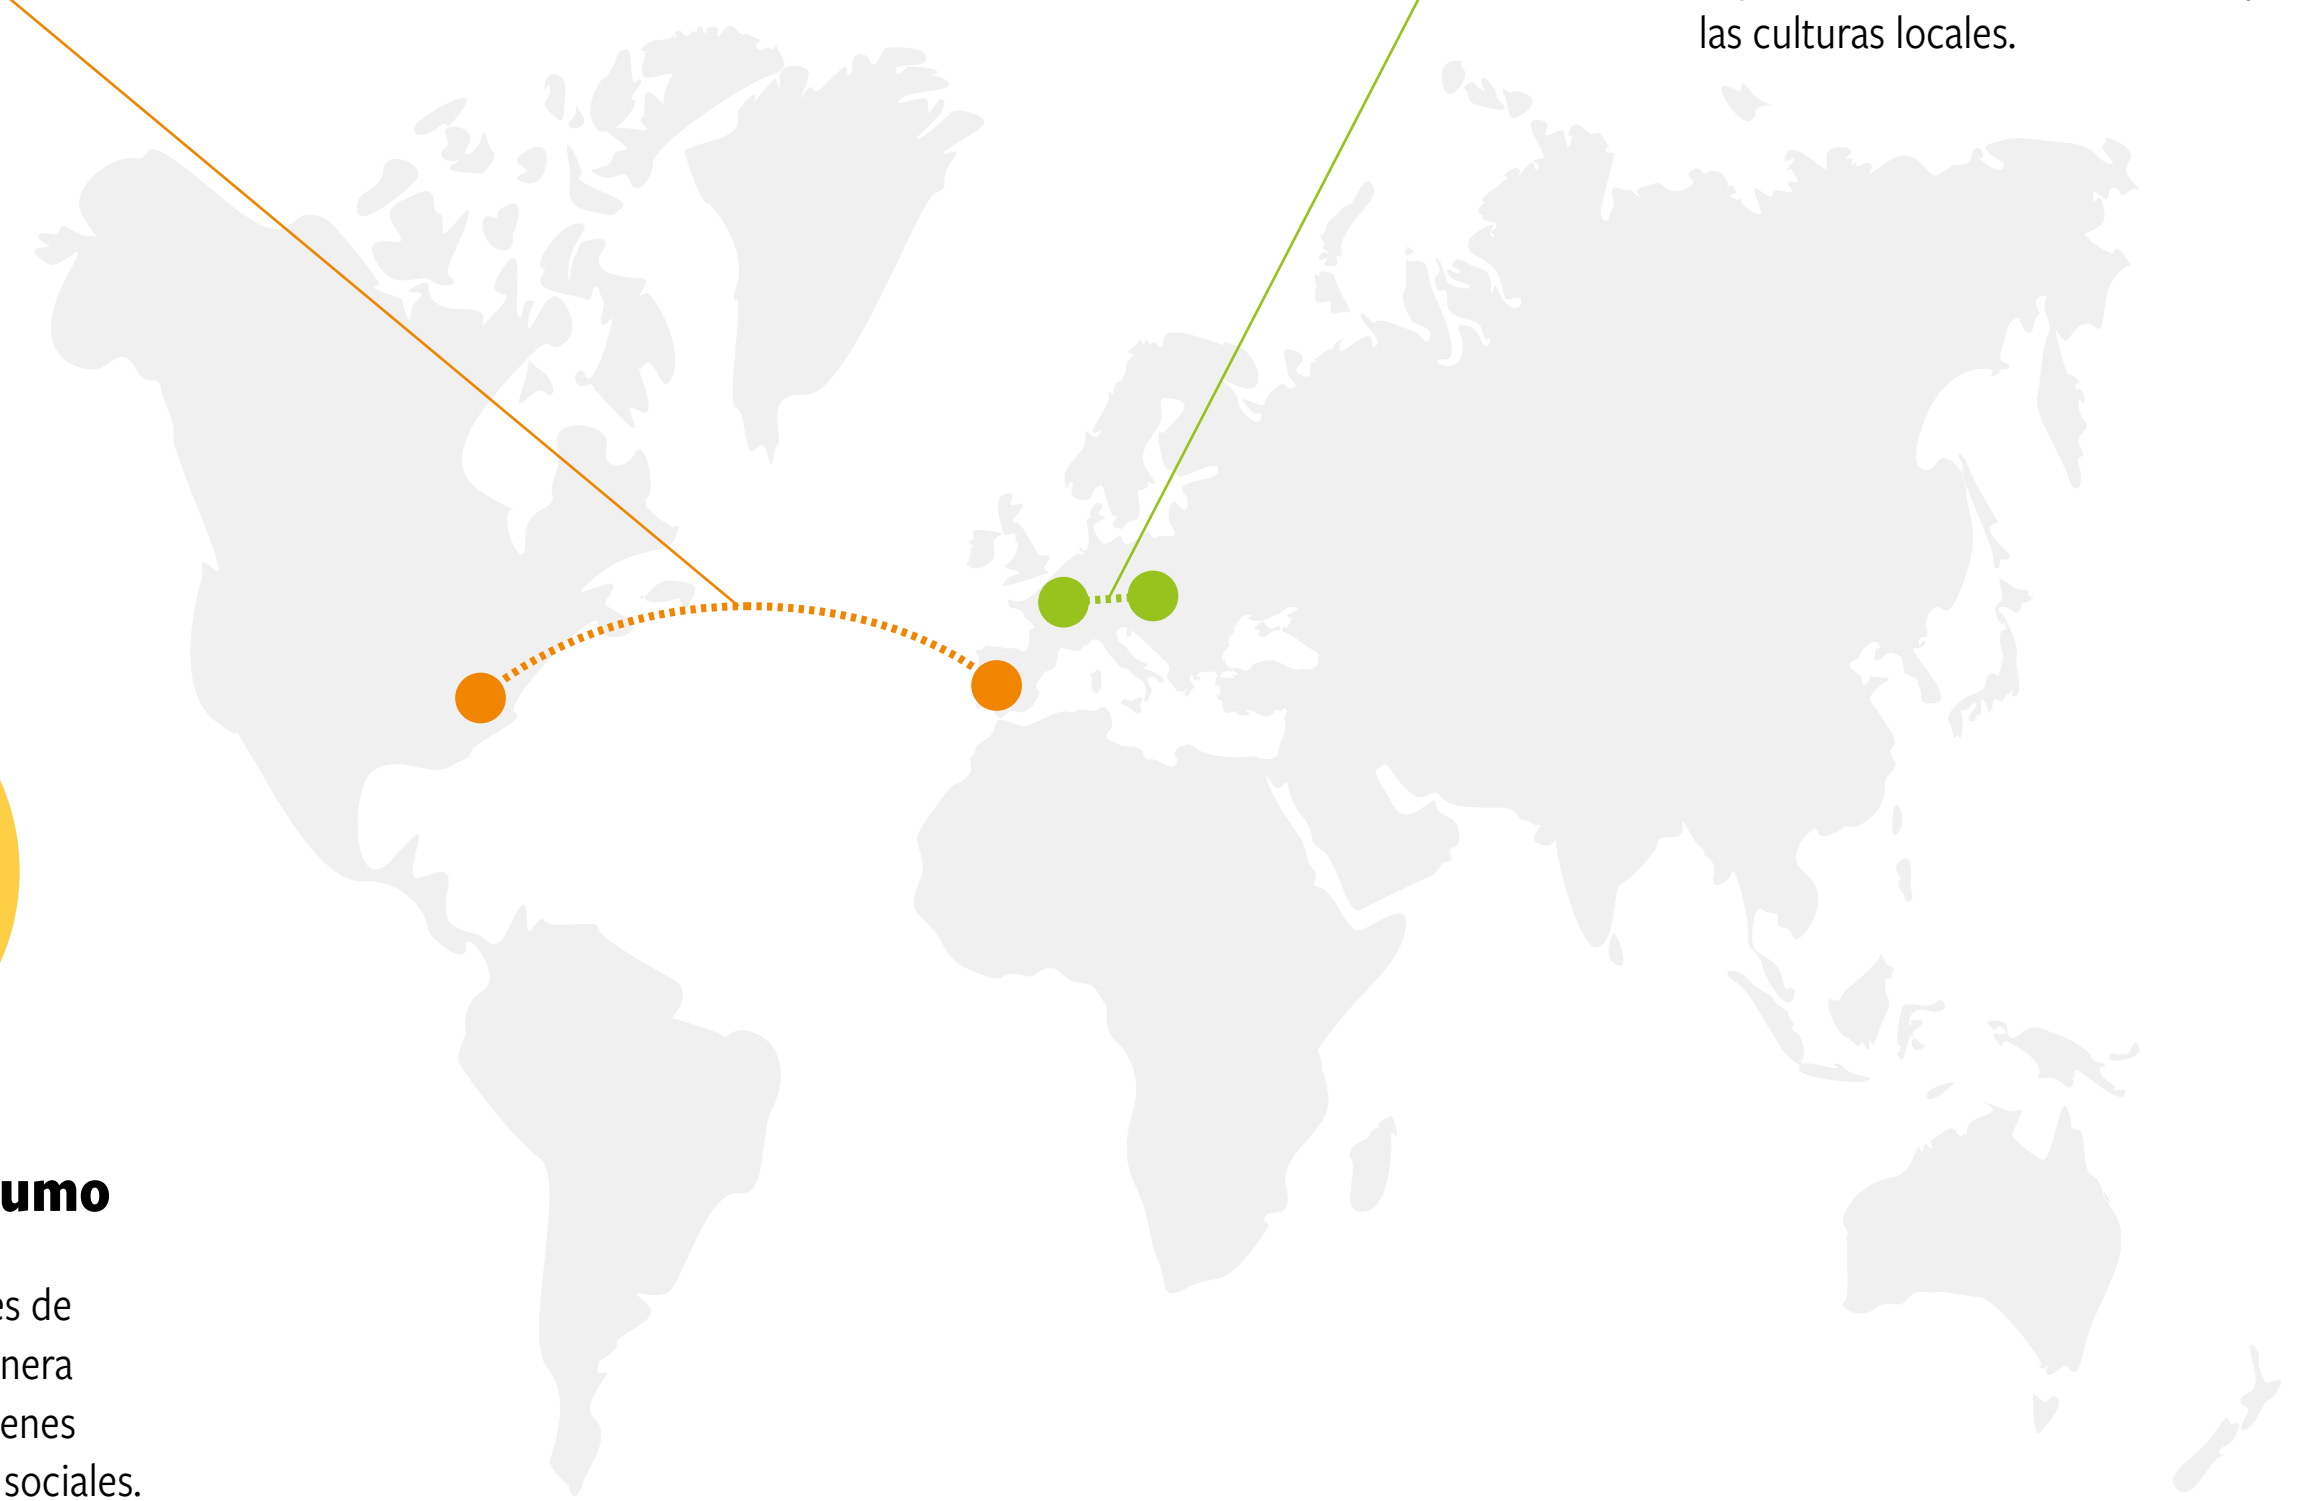 las culturas locales.
umo
es de
nera
enes
sociales.